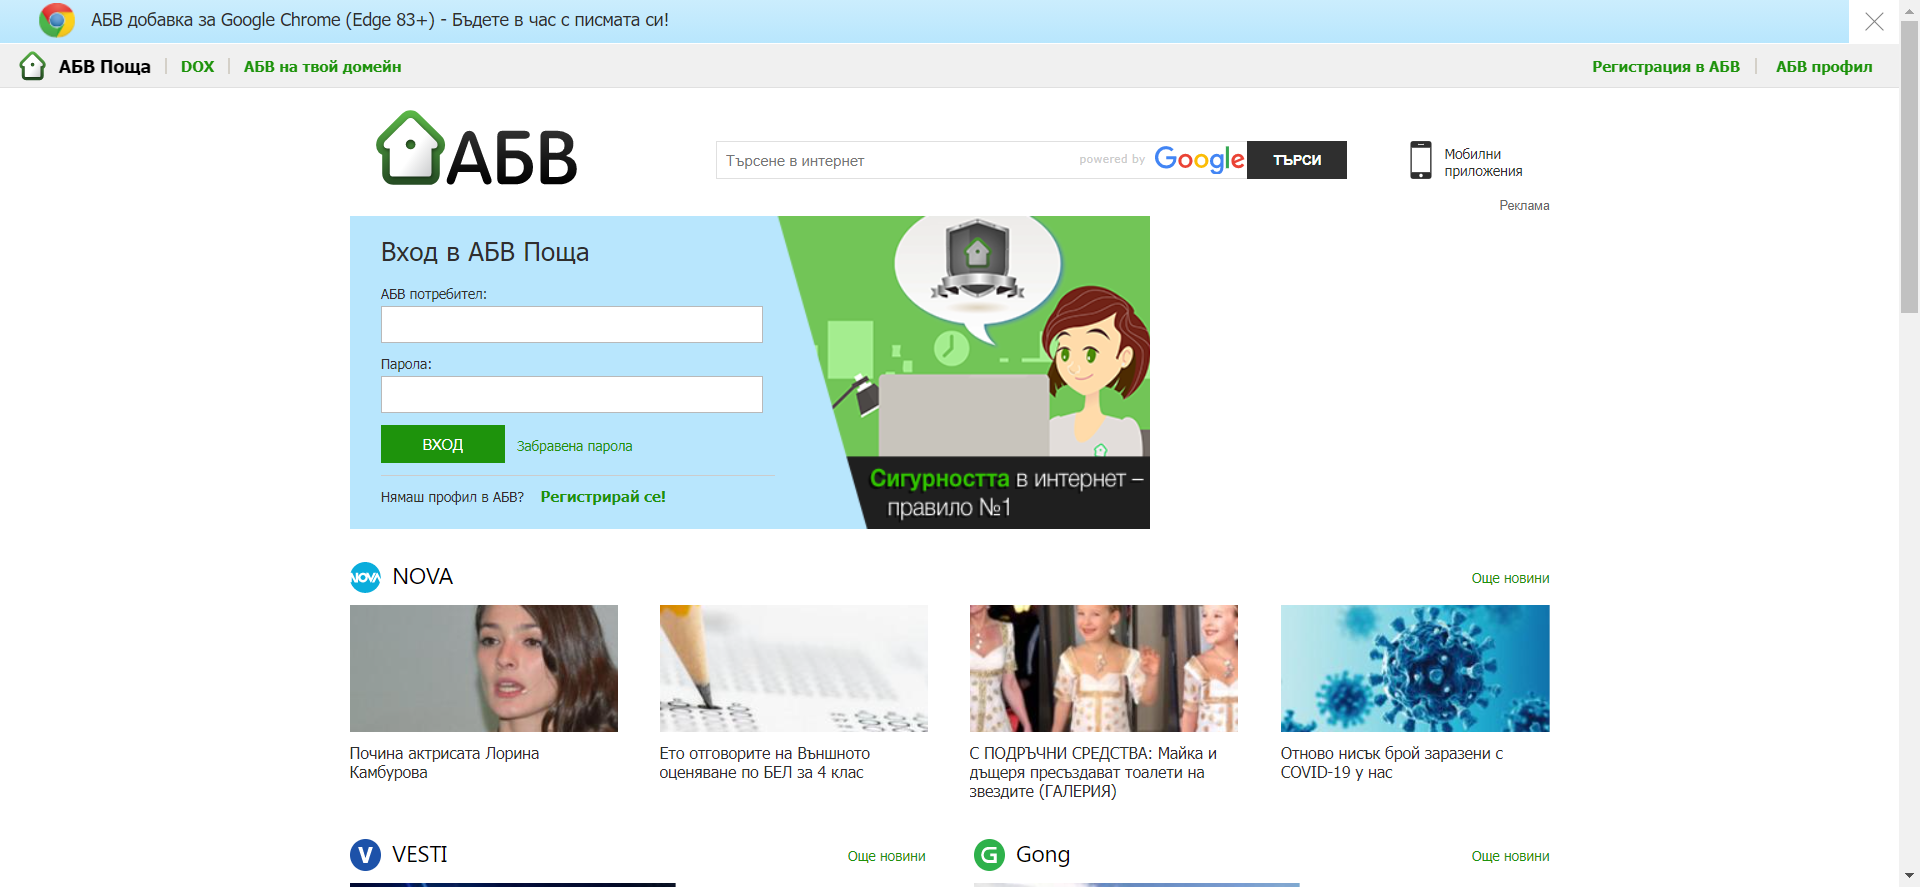 АБВ добавка за Google Chrome (Edge 83+) - Бъдете в час с писмата си!
АБВ Поща
DOX
АБВ на твой домейн
Регистрация в АБВ
АБВ профил
АБВ
Търсене в интернет
powered by Google
ТЪРСИ
Мобилни
приложения
Реклама
Вход в АБВ Поща
АБВ потребител:
Парола:
ВХОД
Забравена парола
Нямаш профил в АБВ? Регистрирай се!
Сигурността в интернет –
правило №1
NOVA
NOVA
Още новини
Почина актрисата Лорина
Камбурова
Ето отговорите на Външното
оценяване по БЕЛ за 4 клас
С ПОДРЪЧНИ СРЕДСТВА: Майка и
дъщеря пресъздават тоалети на
звездите (ГАЛЕРИЯ)
Отново нисък брой заразени с
COVID-19 у нас
V
VESTI
Още новини
G
Gong
Още новини